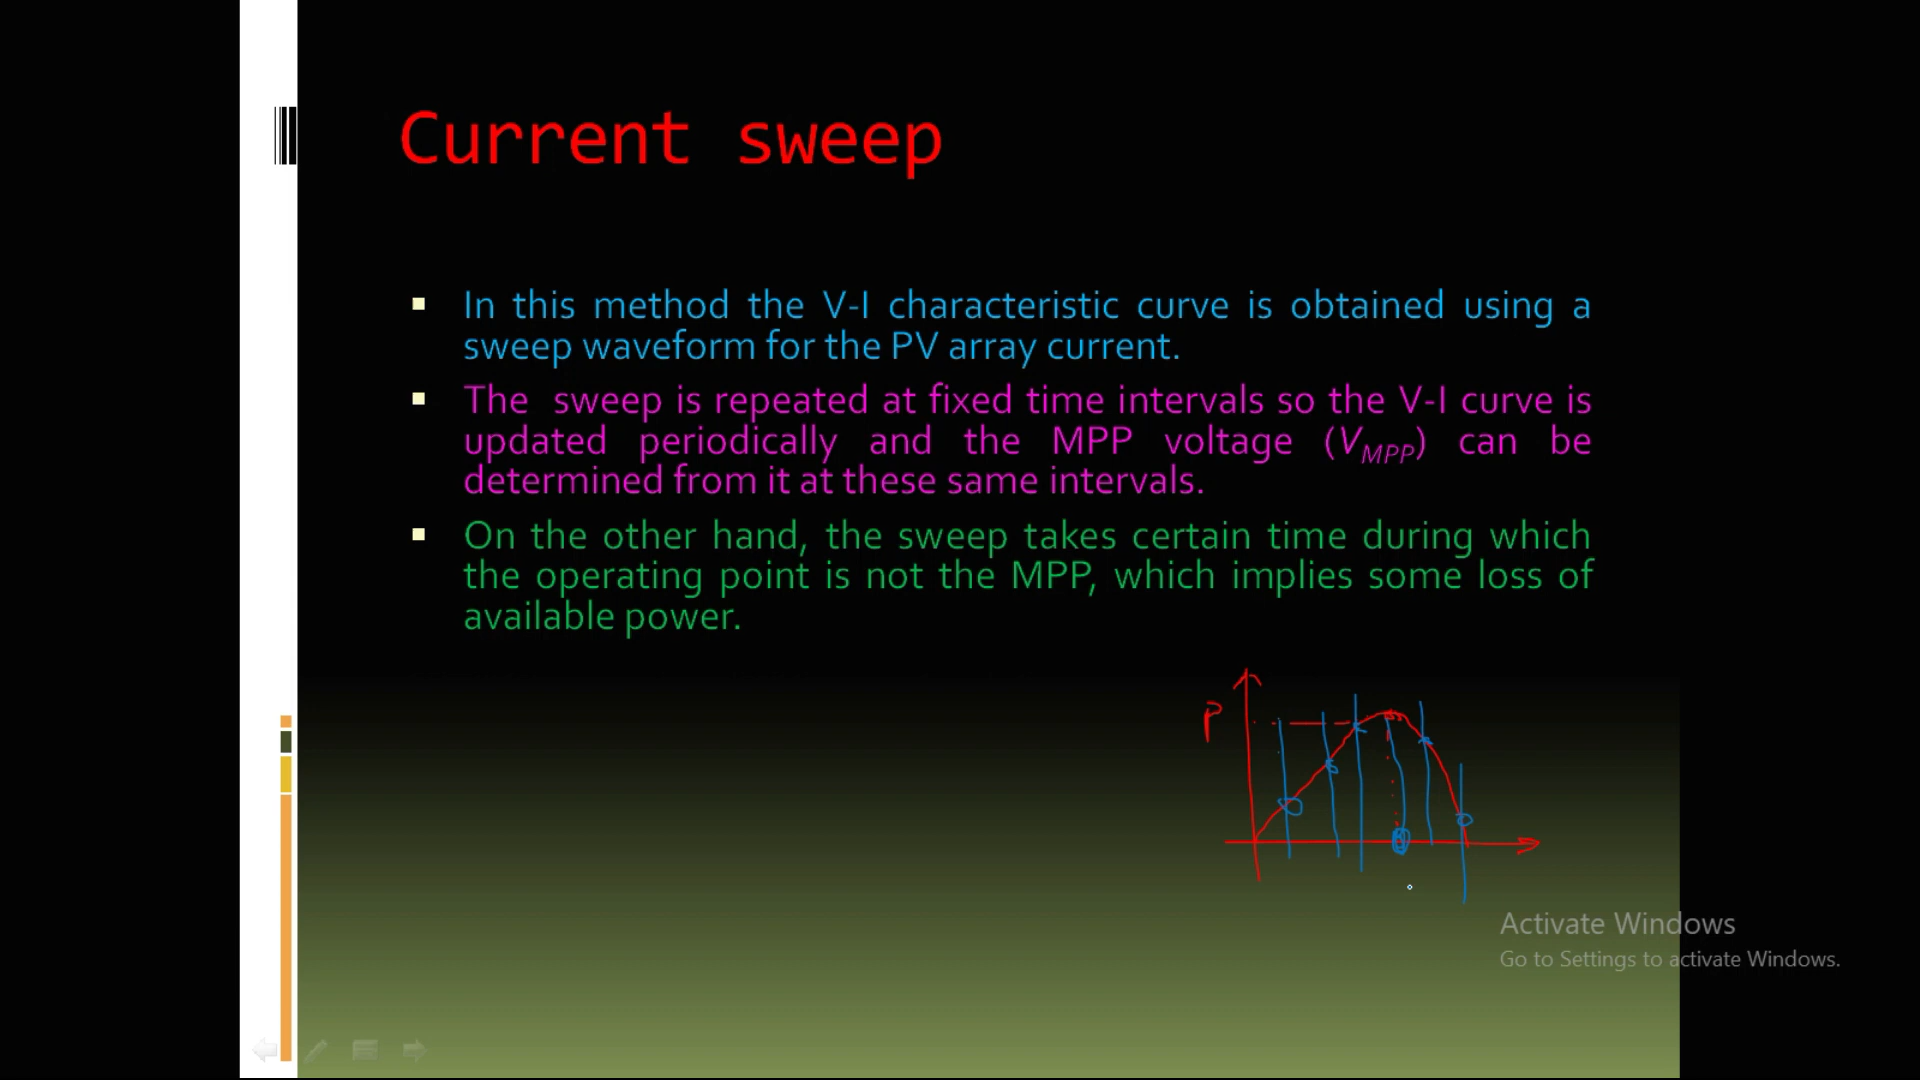 Current sweep
In this method the V-I characteristic curve is obtained using a
sweep waveform for the PV array current.
The sweep is repeated at fixed time intervals so the V-I curve is
updated periodically and the MPP voltage (VMPP) can be
determined from it at these same intervals.
On the other hand, the sweep takes certain time during which
the operating point is not the MPP, which implies some loss of
available power.
P
Activate Windows
Go to Settings to activate Windows.